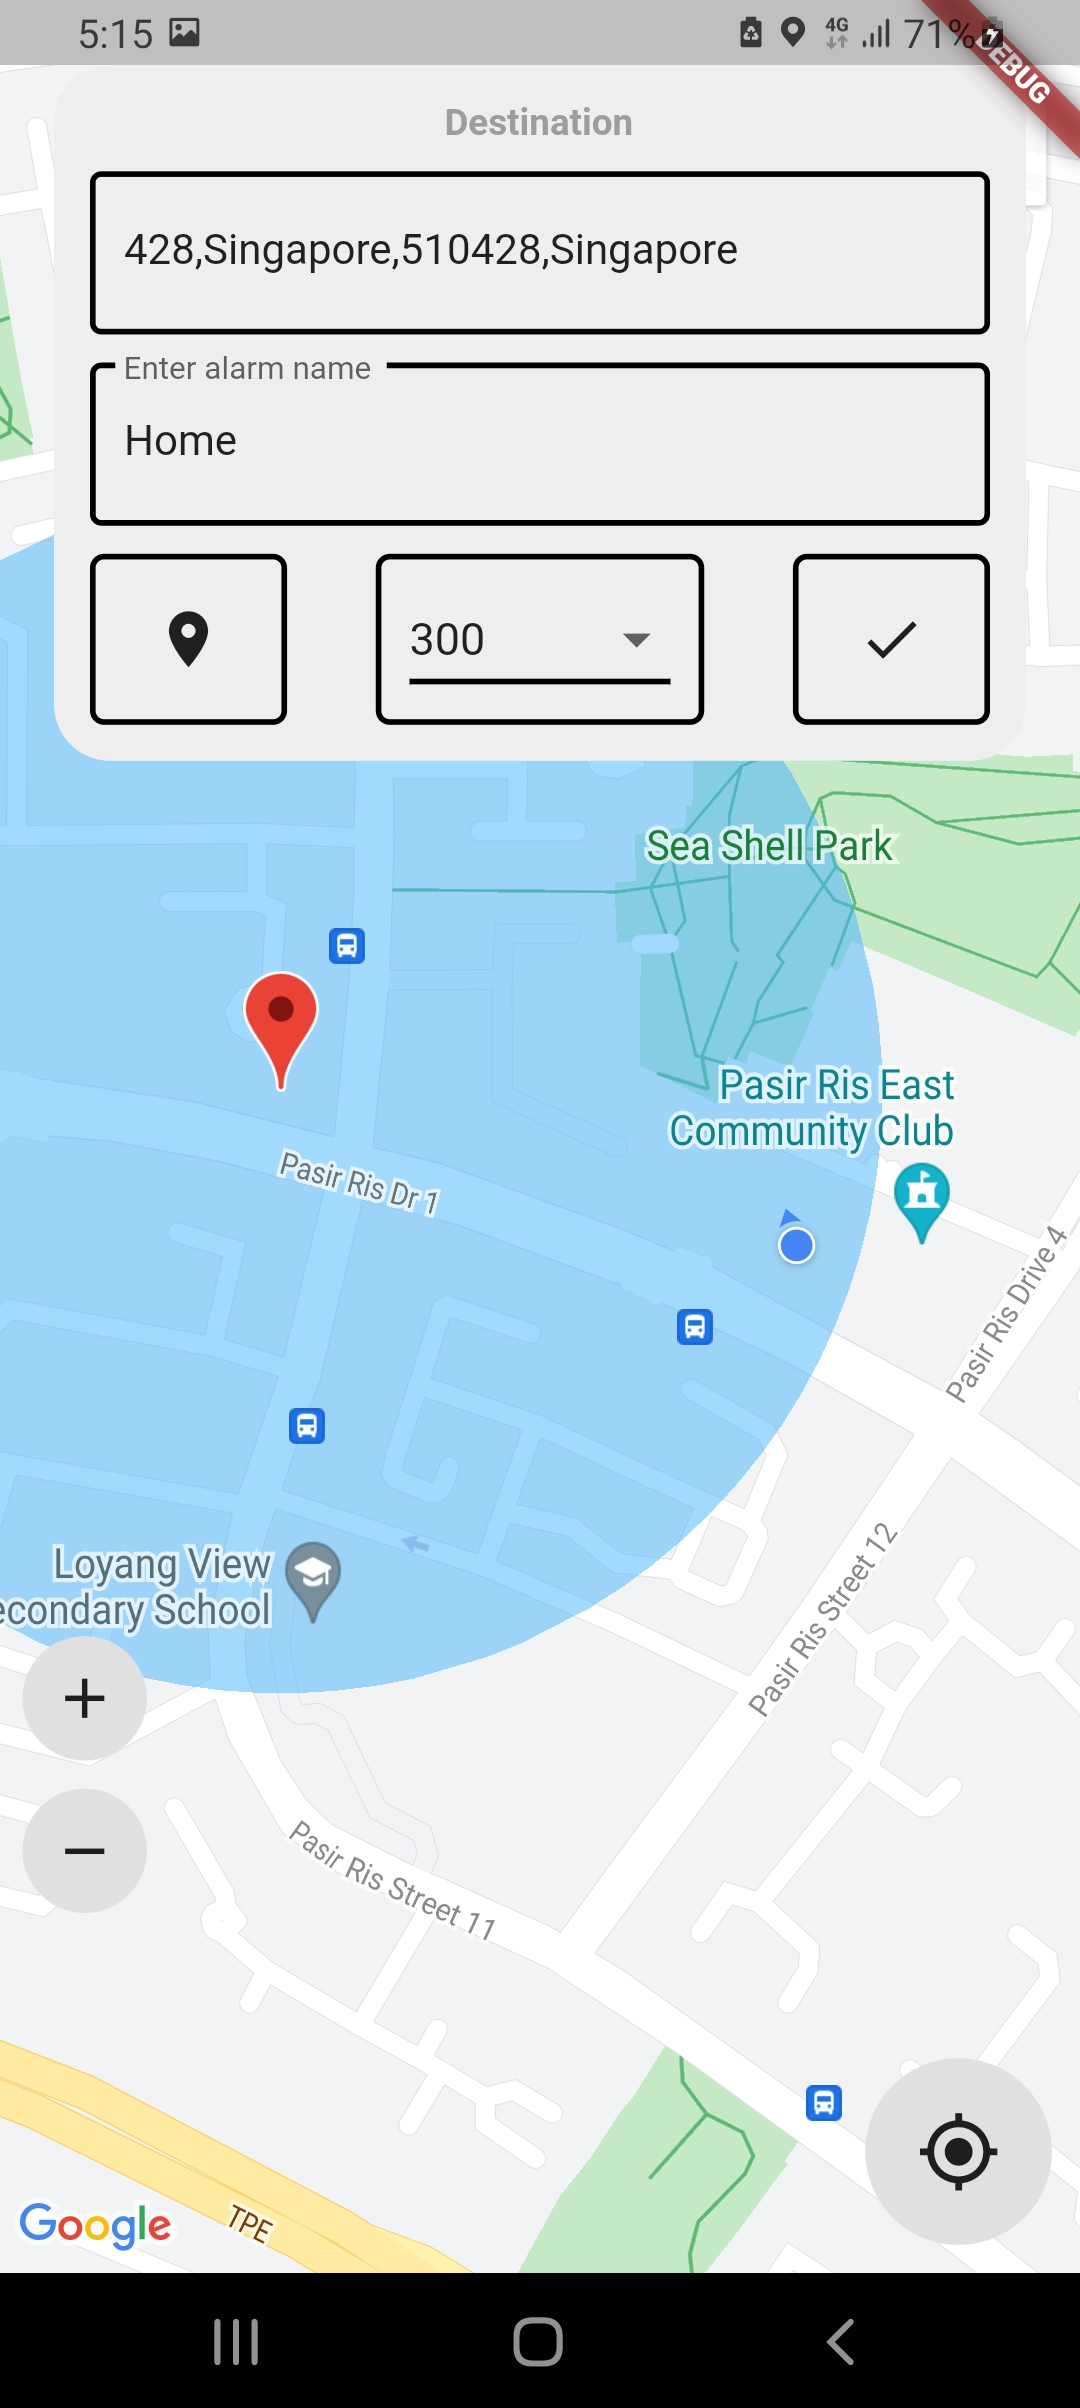 5:15
4G
71%
DEBUG
Destination
428,Singapore,510428,Singapore
Enter alarm name
Home
300
Sea Shell Park
Pasir Ris East
Community Club
Pasir Ris Dr 1
Pasir Ris Drive 4
Loyang View
econdary School
Pasir Ris Street 12
Pasir Ris Street 11
TPE
Google